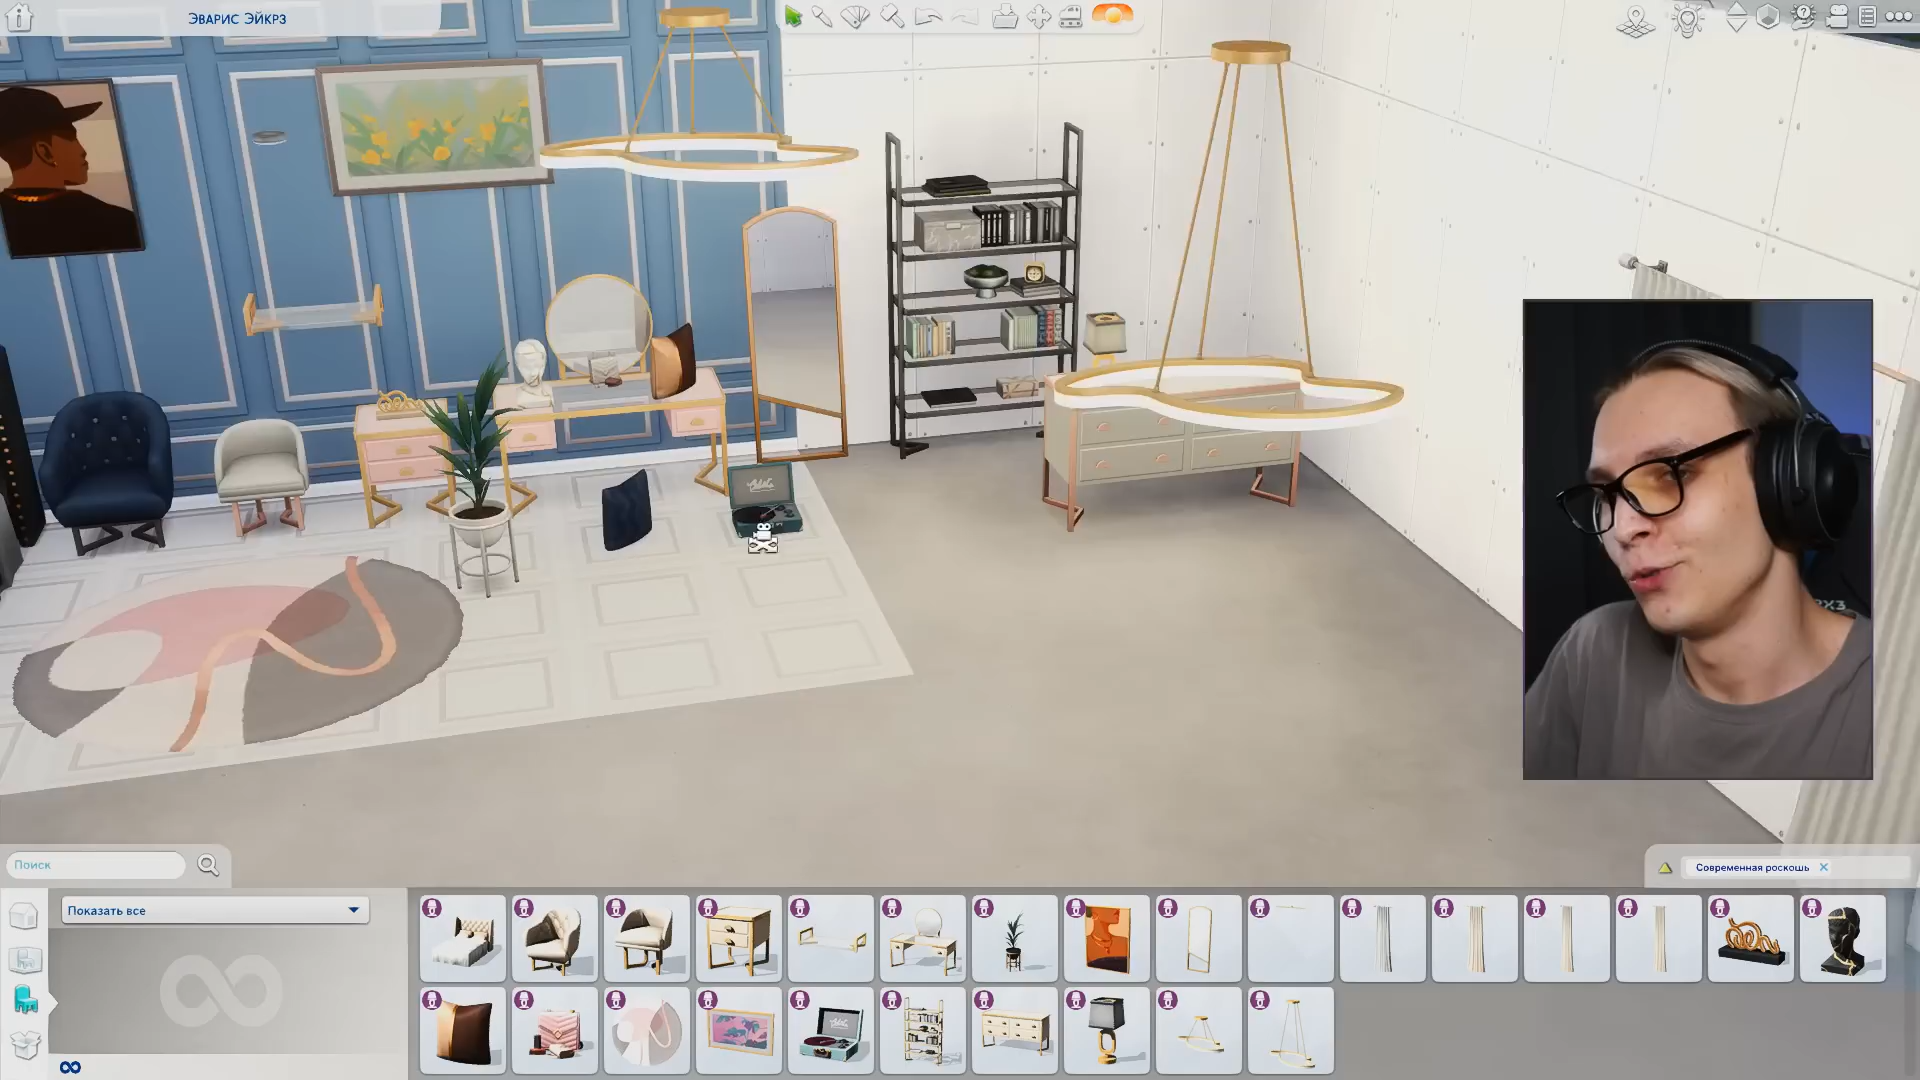 Эварис Эйкрз
Поиск
Современная роскошь
Показать все